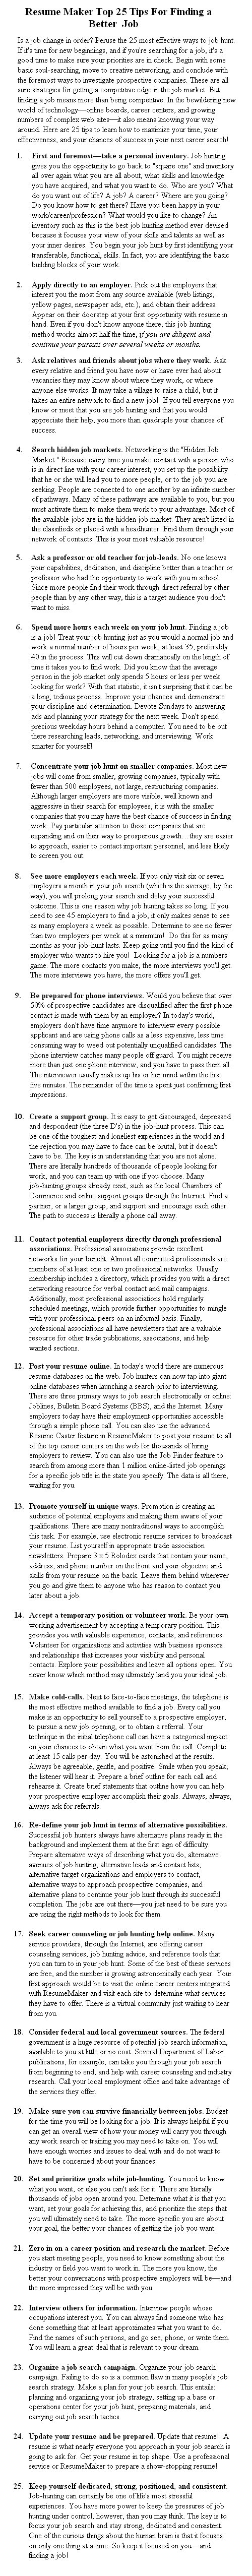 Resume Maker Top 25 Tips For Finding a
Better Job
Is a job change in order? Peruse the 25 most effective ways to job hunt.
If it's time for new beginnings, and if you're searching for a job, it's a
good time to make sure your priorities are in check. Begin with some
basic soul-searching, move to creative networking, and conclude with
the foremost ways to investigate prospective companies. These are all
sure strategies for getting a competitive edge in the job market. But
finding a job means more than being competitive. In the bewildering new
world of technology—online boards, career centers, and growing
numbers of complex web sites—it also means knowing your way
around. Here are 25 tips to learn how to maximize your time, your
effectiveness, and your chances of success in your next career search!
1. First and foremost—take a personal inventory. Job hunting
gives you the opportunity to go back to "square one" and inventory
all over again what you are all about, what skills and knowledge
you have acquired, and what you want to do. Who are you? What
do you want out of life? A job? A career? Where are you going?
Do you know how to get there? Have you been happy in your
work/career/profession? What would you like to change? An
inventory such as this is the best job hunting method ever devised
because it focuses your view of your skills and talents as well as
your inner desires. You begin your job hunt by first identifying your
transferable, functional, skills. In fact, you are identifying the basic
building blocks of your work.
2. Apply directly to an employer. Pick out the employers that
interest you the most from any source available (web listings,
yellow pages, newspaper ads, etc.), and obtain their address.
Appear on their doorstep at your first opportunity with resume in
hand. Even if you don't know anyone there, this job hunting
method works almost half the time, if you are diligent and
continue your pursuit over several weeks or months.
3. Ask relatives and friends about jobs where they work. Ask
every relative and friend you have now or have ever had about
vacancies they may know about where they work, or where
anyone else works. It may take a village to raise a child, but it
takes an entire network to find a new job! If you tell everyone you
know or meet that you are job hunting and that you would
appreciate their help, you more than quadruple your chances of
success.
4. Search hidden job markets. Networking is the "Hidden Job
Market." Because every time you make contact with a person who
is in direct line with your career interest, you set up the possibility
that he or she will lead you to more people, or to the job you are
seeking. People are connected to one another by an infinite number
of pathways. Many of these pathways are available to you, but you
must activate them to make them work to your advantage. Most of
the available jobs are in the hidden job market. They aren't listed in
the classifieds or placed with a headhunter. Find them through your
network of contacts. This is your most valuable resource!
5. Ask a professor or old teacher for job-leads. No one knows
your capabilities, dedication, and discipline better than a teacher or
professor who had the opportunity to work with you in school.
Since more people find their work through direct referral by other
people than by any other way, this is a target audience you don't
want to miss.
6. Spend more hours each week on your job hunt. Finding a job
is a job! Treat your job hunting just as you would a normal job and
work a normal number of hours per week, at least 35, preferably
40 in the process. This will cut down dramatically on the length of
time it takes you to find work. Did you know that the average
person in the job market only spends 5 hours or less per week
looking for work? With that statistic, it isn't surprising that it can be
a long, tedious process. Improve your chances and demonstrate
your discipline and determination. Devote Sundays to answering
ads and planning your strategy for the next week. Don't spend
precious weekday hours behind a computer. You need to be out
there researching leads, networking, and interviewing. Work
smarter for yourself!
7. Concentrate your job hunt on smaller companies. Most new
jobs will come from smaller, growing companies, typically with
fewer than 500 employees, not large, restructuring companies.
Although larger employers are more visible, well known and
aggressive in their search for employees, it is with the smaller
companies that you may have the best chance of success in finding
work. Pay particular attention to those companies that are
expanding and on their way to prosperous growth... they are easier
to approach, easier to contact important personnel, and less likely
to screen you out.
8. See more employers each week. If you only visit six or seven
employers a month in your job search (which is the average, by the
way), you will prolong your search and delay your successful
outcome. This is one reason why job hunting takes so long. If you
need to see 45 employers to find a job, it only makes sense to see
as many employers a week as possible. Determine to see no fewer
than two employers per week at a minimum! Do this for as many
months as your job-hunt lasts. Keep going until you find the kind of
employer who wants to hire you! Looking for a job is a numbers
game. The more contacts you make, the more interviews you'll get.
The more interviews you have, the more offers you'll get.
9. Be prepared for phone interviews. Would you believe that over
50% of prospective candidates are disqualified after the first phone
contact is made with them by an employer? In today's world,
employers don't have time anymore to interview every possible
applicant and are using phone calls as a less expensive, less time
consuming way to weed out potentially unqualified candidates. The
phone interview catches many people off guard. You might receive
more than just one phone interview, and you have to pass them all.
The interviewer usually makes up his or her mind within the first
five minutes. The remainder of the time is spent just confirming first
impressions.
10. Create a support group. It is easy to get discouraged, depressed
and despondent (the three D's) in the job-hunt process. This can
be one of the toughest and loneliest experiences in the world and
the rejection you may have to face can be brutal, but it doesn't
have to be. The key is in understanding that you are not alone.
There are literally hundreds of thousands of people looking for
work, and you can team up with one if you choose. Many
job-hunting groups already exist, such as the local Chambers of
Commerce and online support groups through the Internet. Find a
partner, or a larger group, and support and encourage each other.
The path to success is literally a phone call away.
11. Contact potential employers directly through professional
associations. Professional associations provide excellent
networks for your benefit. Almost all committed professionals are
members of at least one or two professional networks. Usually
membership includes a directory, which provides you with a direct
networking resource for verbal contact and mail campaigns.
Additionally, most professional associations hold regularly
scheduled meetings, which provide further opportunities to mingle
with your professional peers on an informal basis. Finally,
professional associations all have newsletters that are a valuable
resource for other trade publications, associations, and help
wanted sections.
12. Post your resume online. In today's world there are numerous
resume databases on the web. Job hunters can now tap into giant
online databases when launching a search prior to interviewing.
There are three primary ways to job search electronically or online:
Joblines, Bulletin Board Systems (BBS), and the Internet. Many
employers today have their employment opportunities accessible
through a simple phone call. You can also use the advanced
Resume Caster feature in ResumeMaker to post your resume to all
of the top career centers on the web for thousands of hiring
employers to review. You can also use the Job Finder feature to
search from among more than 1 million online-listed job openings
for a specific job title in the state you specify. The data is all there,
waiting for you.
13. Promote yourself in unique ways. Promotion is creating an
audience of potential employers and making them aware of your
qualifications. There are many nontraditional ways to accomplish
this task. For example, use electronic resume services to broadcast
your resume. List yourself in appropriate trade association
newsletters. Prepare 3 x 5 Rolodex cards that contain your name,
address, and phone number on the front and your objective and
skills from your resume on the back. Leave them behind wherever
you go and give them to anyone who has reason to contact you
later about a job.
14. Accept a temporary position or volunteer work. Be your own
working advertisement by accepting a temporary position. This
provides you with valuable experience, contacts, and references.
Volunteer for organizations and activities with business sponsors
and relationships that increases your visibility and personal
contacts. Explore your possibilities and leave all options open. You
never know which method may ultimately land you your ideal job.
15. Make cold-calls. Next to face-to-face meetings, the telephone is
the most effective method available to find a job. Every call you
make is an opportunity to sell yourself to a prospective employer,
to pursue a new job opening, or to obtain a referral. Your
technique in the initial telephone call can have a categorical impact
on your chances to obtain what you want from the call. Complete
at least 15 calls per day. You will be astonished at the results.
Always be agreeable, gentle, and positive. Smile when you speak;
the listener will hear it. Prepare a brief outline for each call and
rehearse it. Create brief statements that outline how you can help
your prospective employer accomplish their goals. Always, always,
always ask for referrals.
16. Re-define your job hunt in terms of alternative possibilities.
Successful job hunters always have alternative plans ready in the
background and implement them at the first sign of difficulty.
Prepare alternative ways of describing what you do, alternative
avenues of job hunting, alternative leads and contact lists,
alternative target organizations and employers to contact,
alternative ways to approach prospective companies, and
alternative plans to continue your job hunt through its successful
completion. The jobs are out there—you just need to be sure you
are using the right methods to look for them.
17. Seek career counseling or job hunting help online. Many
service providers, through the Internet, are offering career
counseling services, job hunting advice, and reference tools that
you can turn to in your job hunt. Some of the best of these services
are free, and the number is growing astronomically each year. Your
first approach would be to visit the online career centers integrated
with ResumeMaker and visit each site to determine what services
they have to offer. There is a virtual community just waiting to hear
from you.
18. Consider federal and local government sources. The federal
government is a huge resource of potential job search information,
available to you at little or no cost. Several Department of Labor
publications, for example, can take you through your job search
from beginning to end, and help with career counseling and industry
research. Call your local employment office and take advantage of
the services they offer.
19. Make sure you can survive financially between jobs. Budget
for the time you will be looking for a job. It is always helpful if you
can get an overall view of how your money will carry you through
any work search or training you may need to take on. You will
have enough worries and issues to deal with and do not want to
have to be concerned about your finances.
20. Set and prioritize goals while job-hunting. You need to know
what you want, or else you can't ask for it. There are literally
thousands of jobs open around you. Determine what it is that you
want, set your goals for achieving this, and prioritize the steps that
you will ultimately need to take. The more specific you are about
your goal, the better your chances of getting the job you want.
21. Zero in on a career position and research the market. Before
you start meeting people, you need to know something about the
industry or field you want to work in. The more you know, the
better your conversations with prospective employers will be—and
the more impressed they will be with you.
22. Interview others for information. Interview people whose
occupations interest you. You can always find someone who has
done something that at least approximates what you want to do.
Find the names of such persons, and go see, phone, or write them.
You will learn a great deal that is relevant to your dream.
23. Organize a job search campaign. Organize your job search
campaign. Failing to do so is a common flaw in many people's job
search strategy. Make a plan for your job search. This entails:
planning and organizing your job strategy, setting up a base or
operations center for your job hunt, preparing materials, and
carrying out job search tactics.
24. Update your resume and be prepared. Update that resume! A
resume is what nearly everyone you approach in your job search is
going to ask for. Get your resume in top shape. Use a professional
service or ResumeMaker to prepare a show-stopping resume!
25. Keep yourself dedicated, strong, positioned, and consistent.
Job-hunting can certainly be one of life's most stressful
experiences. You have more power to keep the pressures of job
hunting under control, however, than you may think. The key is to
focus your job search and stay strong, dedicated and consistent.
One of the curious things about the human brain is that it focuses
on only one thing at a time. So keep it focused on you—and
finding a job!